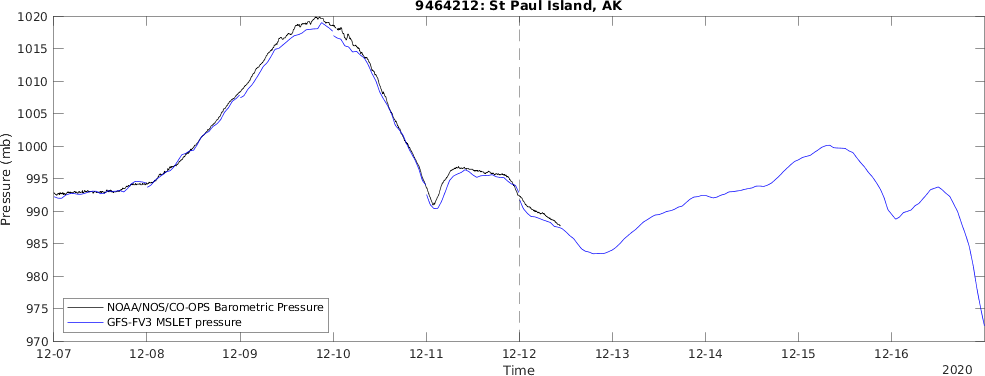 9464212: St Paul Island, AK
1020
1015
1010
1005
1000
995
990
985
980
975
970
Pressure (mb)
NOAA/NOS/CO-OPS Barometric Pressure
GFS-FV3 MSLET pressure
12-07 12-08 12-09 12-10 12-11 12-12 12-13 12-14 12-15 12-16
Time
2020